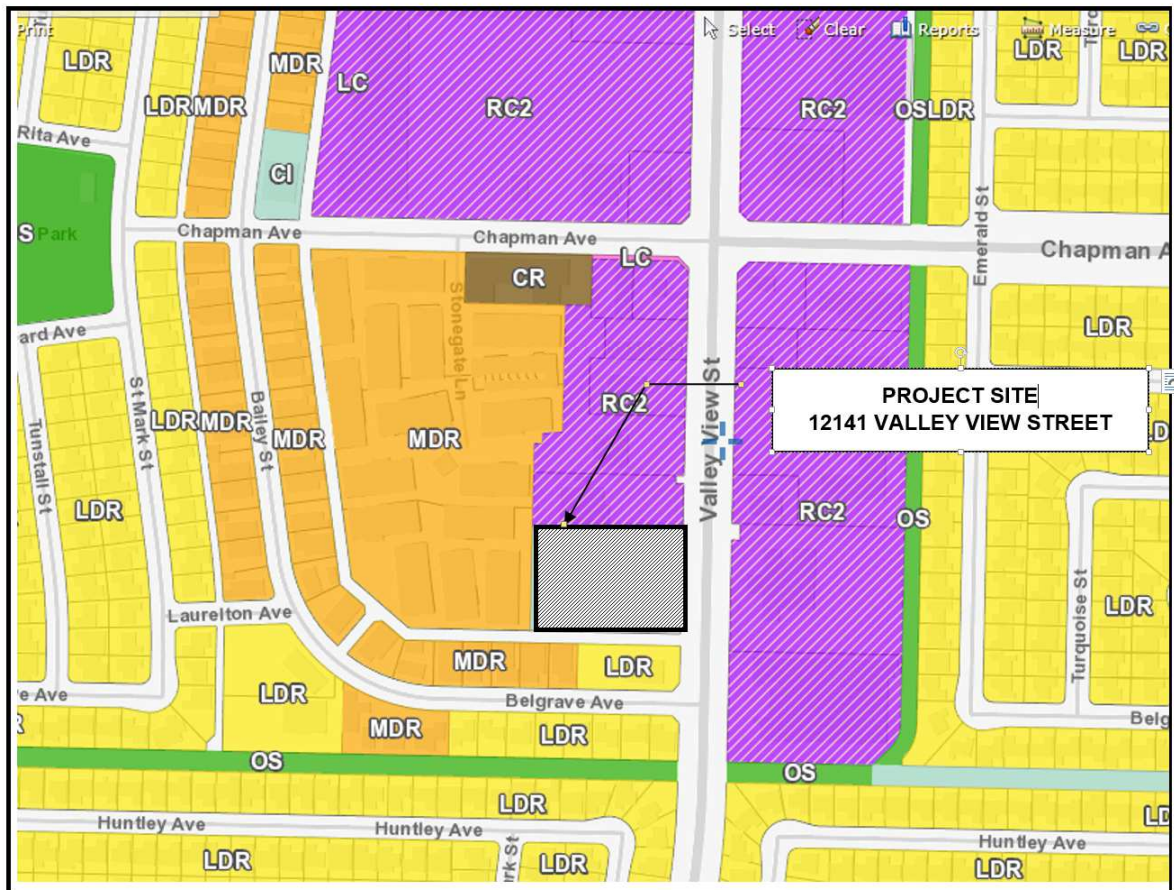 Print
Select
Clear
Reports
Measure
LDR
MDR
LC
LDR
LDR
LDR
MDR
RC2
RC2
OS
LDR
Rita Ave
CI
Emerald St
S Park
Chapman Ave
Chapman Ave
Chapman A
LC
CR
Stonegate Ln
ard Ave
LDR
PROJECT SITE
12141 VALLEY VIEW STREET
Valley View St
RC2
St Mark St
Bailey St
Tunstall St
LDR
MDR
MDR
MDR
LDR
RC2
OS
Turquoise St
LDR
Laurelton Ave
MDR
LDR
LDR
e Ave
Belgrave Ave
Belg
MDR
LDR
OS
OS
LDR
Huntley Ave
Huntley Ave
Huntley Ave
LDR
rk St
LDR
LDR